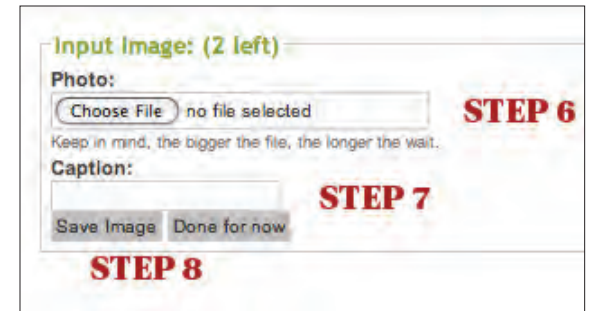 Input Image: (2 left)
Photo:
Choose File no file selected STEP 6
Keep in mind, the bigger the file, the longer the wait.
Caption:
STEP 7
Save Image Done for now
STEP 8